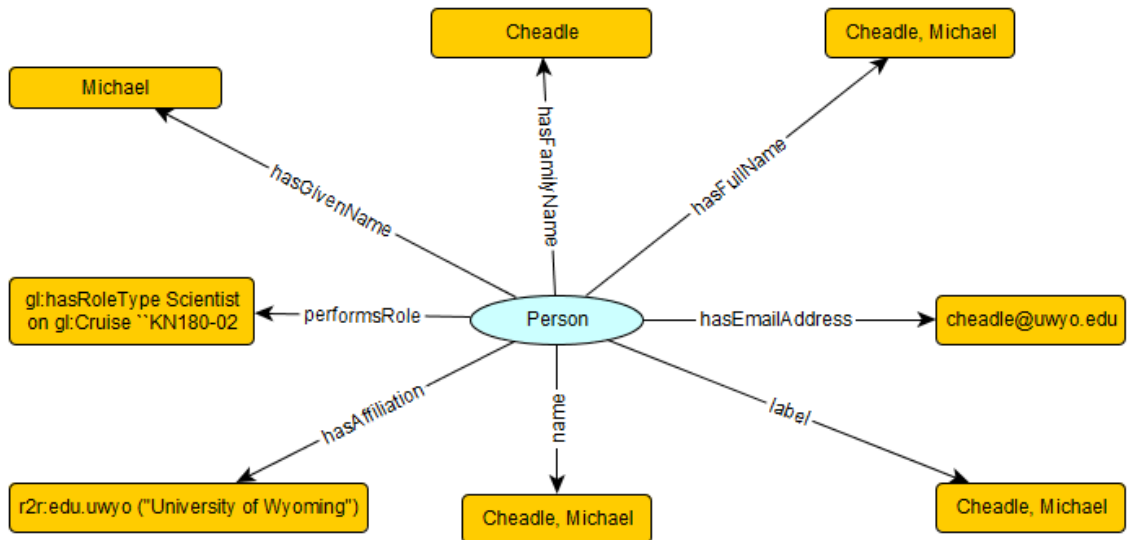 Cheadle
Cheadle, Michael
Michael
hasFamilyName
hasFullName
hasGivenName
gl:hasRoleType Scientist
on gl:Cruise ``KN180-02
performsRole
Person
hasEmailAddress
cheadle@uwyo.edu
hasAffiliation
name
label
r2r:edu.uwyo ("University of Wyoming")
Cheadle, Michael
Cheadle, Michael